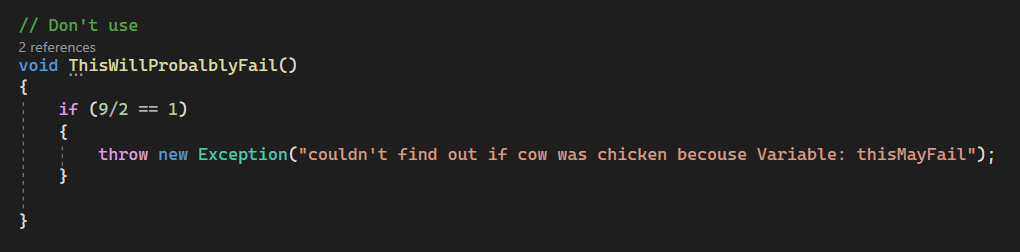 // Don't use
2 references
void ThisWillProbalblyFail()
{
if (9/2 == 1)
{
throw new Exception("couldn't find out if cow was chicken becouse Variable: thisMayFail");
}
}